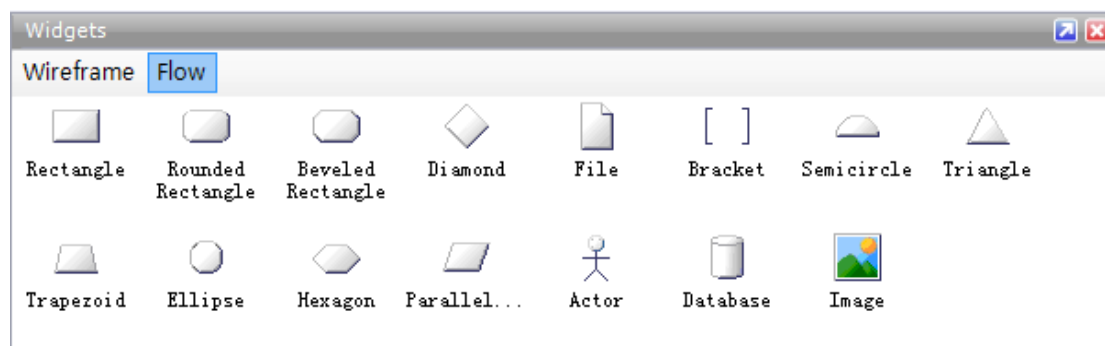 Widgets
Wireframe Flow
Rectangle Rounded Rectangle Beveled Rectangle Diamond File Bracket Semicircle Triangle
Trapezoid Ellipse Hexagon Parallel... Actor Database Image